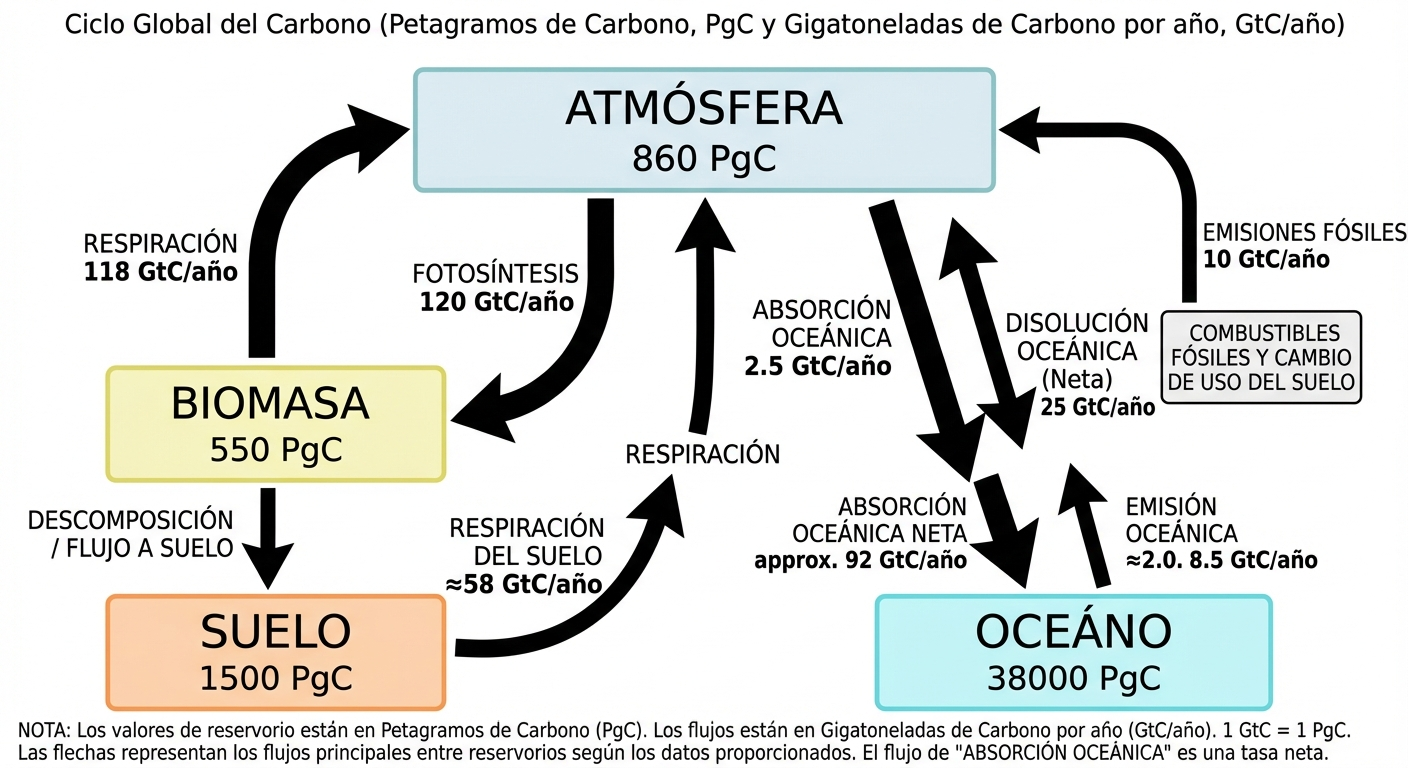 Ciclo Global del Carbono (Petagramos de Carbono, PgC y Gigatoneladas de Carbono por año, GtC/año)
ATMÓSFERA
860 PgC
RESPIRACIÓN
118 GtC/año
FOTOSÍNTESIS
120 GtC/año
EMISIONES FÓSILES
10 GtC/año
ABSORCIÓN
OCEÁNICA
2.5 GtC/año
DISOLUCIÓN
OCEÁNICA
(Neta)
25 GtC/año
COMBUSTIBLES
FÓSILES Y CAMBIO
DE USO DEL SUELO
BIOMASA
550 PgC
RESPIRACIÓN
DESCOMPOSICIÓN
/ FLUJO A SUELO
RESPIRACIÓN
DEL SUELO
≈58 GtC/año
ABSORCIÓN
OCEÁNICA NETA
approx. 92 GtC/año
EMISIÓN
OCEÁNICA
≈2.0. 8.5 GtC/año
SUELO
1500 PgC
OCEÁNO
38000 PgC
NOTA: Los valores de reservorio están en Petagramos de Carbono (PgC). Los flujos están en Gigatoneladas de Carbono por año (GtC/año). 1 GtC = 1 PgC.
Las flechas representan los flujos principales entre reservorios según los datos proporcionados. El flujo de "ABSORCIÓN OCEÁNICA" es una tasa neta.